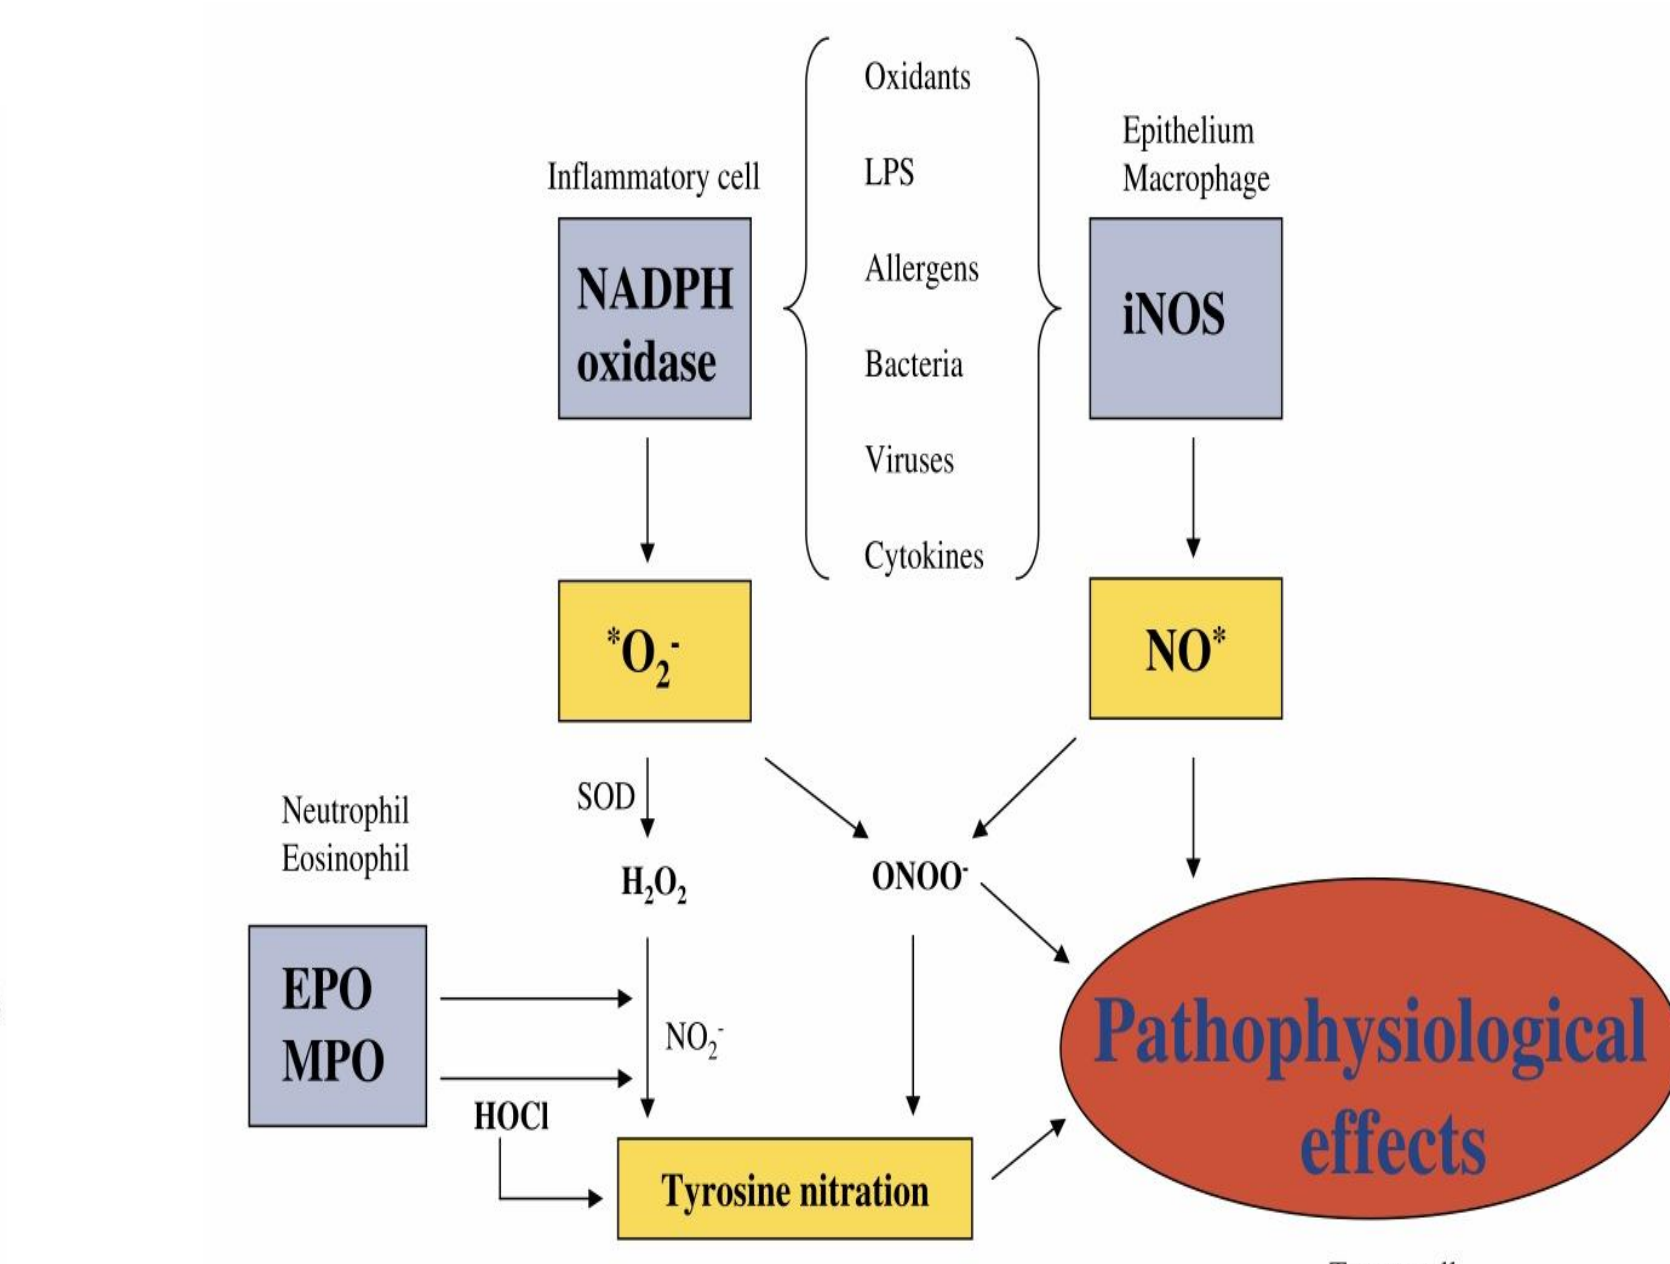 Oxidants
LPS
Allergens
Bacteria
Viruses
Cytokines
Inflammatory cell
NADPH
oxidase
Epithelium
Macrophage
iNOS
*O₂⁻
NO*
SOD
H₂O₂
ONOO⁻
Neutrophil
Eosinophil
EPO
MPO
NO₂⁻
HOCl
Tyrosine nitration
Pathophysiological
effects